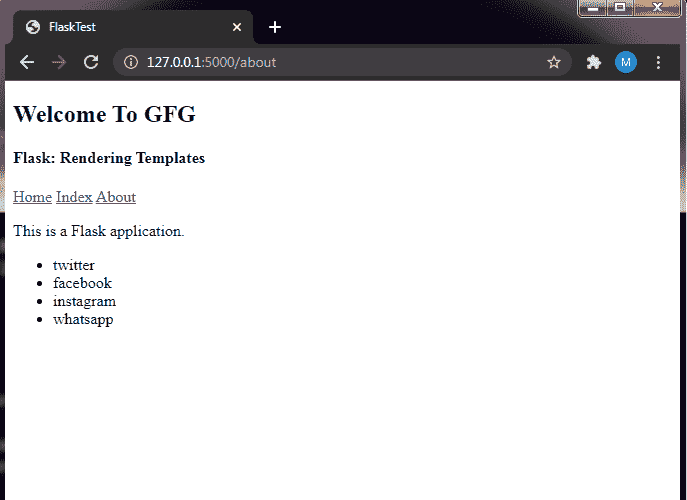 FlaskTest
127.0.0.1:5000/about
M
Welcome To GFG
Flask: Rendering Templates
Home Index About
This is a Flask application.
twitter
facebook
instagram
whatsapp